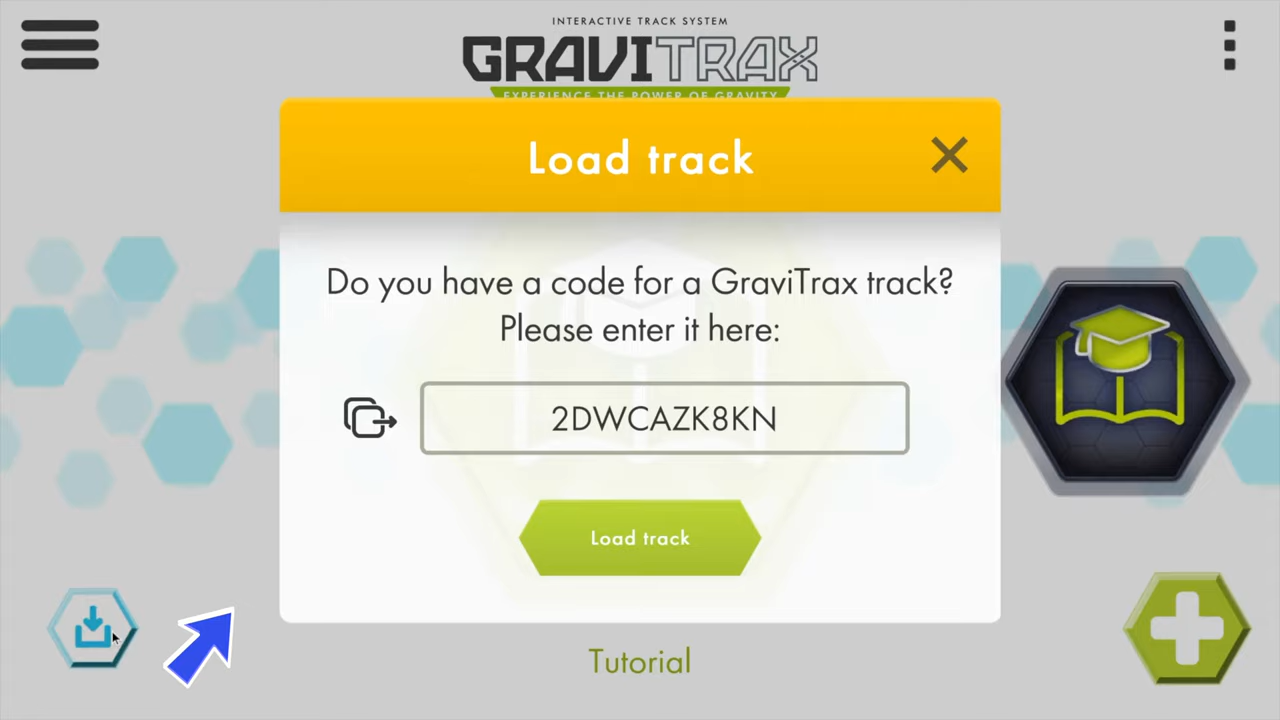 INTERACTIVE TRACK SYSTEM
GRAVITRAX
EXPERIENCE THE POWER OF GRAVITY
Load track
Do you have a code for a GraviTrax track?
Please enter it here:
2DWCAZK8KN
Load track
Tutorial